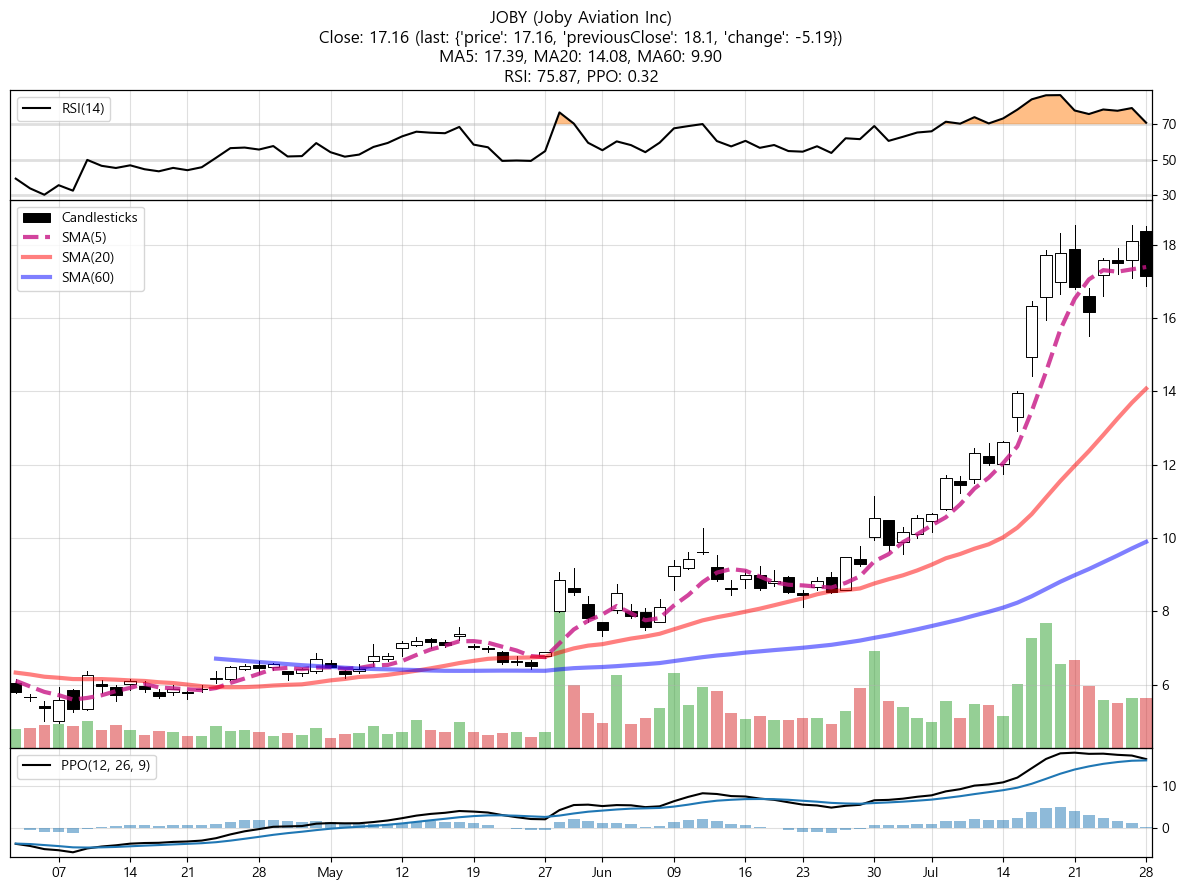 JOBY (Joby Aviation Inc)
Close: 17.16 (last: {'price': 17.16, 'previousClose': 18.1, 'change': -5.19})
MA5: 17.39, MA20: 14.08, MA60: 9.90
RSI: 75.87, PPO: 0.32
RSI(14)
70
50
30
Candlesticks
SMA(5)
SMA(20)
SMA(60)
18
16
14
12
10
8
6
PPO(12, 26, 9)
10
0
07 14 21 28 May 12 19 27 Jun 09 16 23 30 Jul 14 21 28